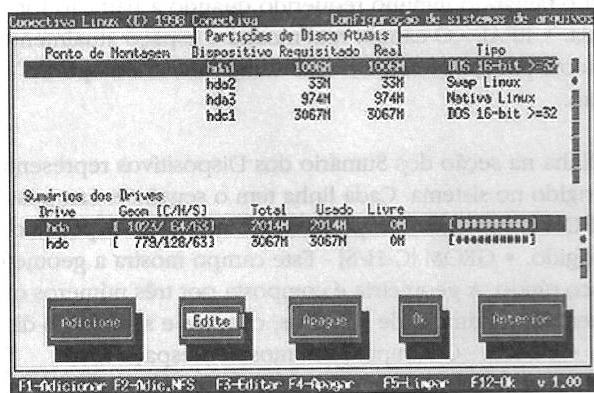 Conectiva Linux (C) 1998 Conectiva Configuração de sistemas de arquivos
Partições de Disco Atuais
Ponto de Montagem Dispositivo Requisitado Real Tipo
hda1 1006M 1006M DOS 16-bit >=32
hda2 33M 33M Swap Linux
hda3 974M 974M Nativa Linux
hdc1 3067M 3067M DOS 16-bit >=32
Sumários dos Drives
Drive Geom [C/H/S] Total Usado Livre
hda [ 1023/ 64/63] 2014M 2014M 0M [##########]
hdc [ 779/128/63] 3067M 3067M 0M [##########]
Adicione Edite Apague Ok Anterior
F1-Adicionar F2-Adic.NFS F3-Editar F4-Apagar F5-Limpar F12-Ok v 1.00